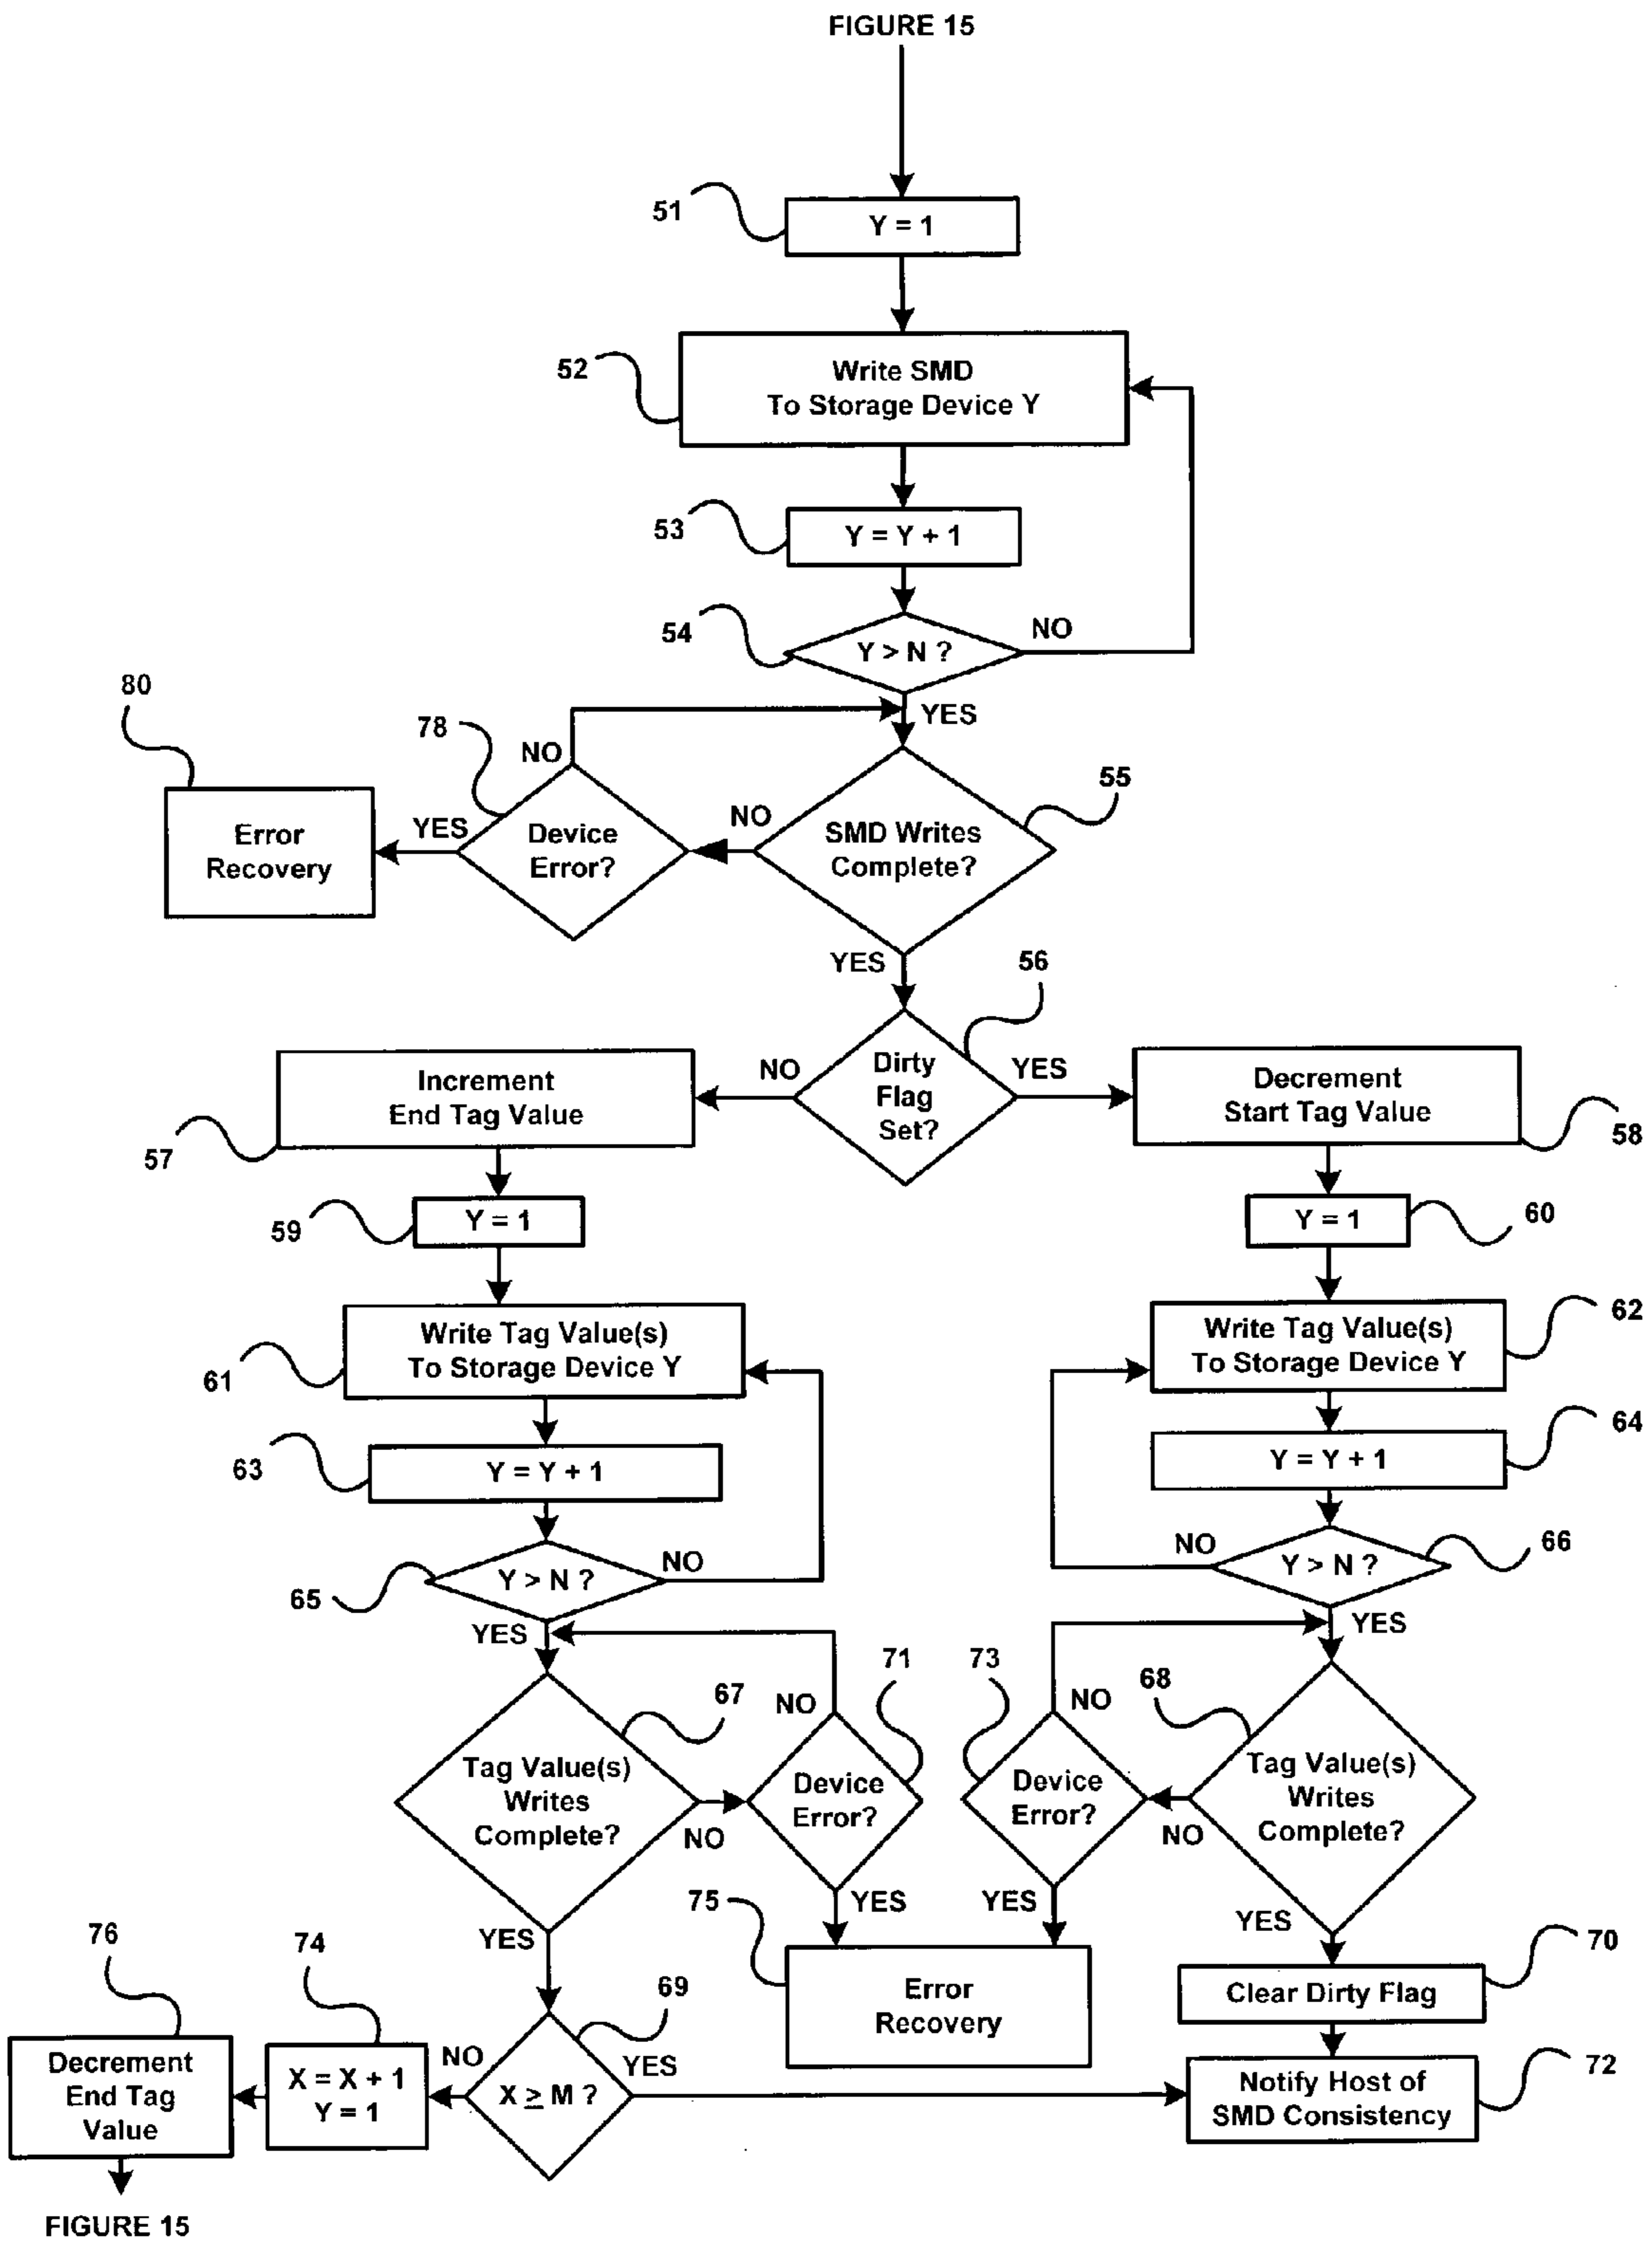 FIGURE 15
51
Y = 1
52
Write SMD
To Storage Device Y
53
Y = Y + 1
54
Y > N ?
NO
YES
80
78
NO
55
Error
Recovery
YES
Device
Error?
NO
SMD Writes
Complete?
YES
56
Increment
End Tag Value
NO
Dirty
Flag
Set?
YES
Decrement
Start Tag Value
57
58
59
Y = 1
Y = 1
60
61
Write Tag Value(s)
To Storage Device Y
Write Tag Value(s)
To Storage Device Y
62
63
Y = Y + 1
Y = Y + 1
64
65
Y > N ?
NO
NO
Y > N ?
66
YES
YES
67
71
73
68
NO
NO
Tag Value(s)
Writes
Complete?
NO
Device
Error?
Device
Error?
NO
Tag Value(s)
Writes
Complete?
YES
75
YES
YES
YES
76
74
69
Error
Recovery
Clear Dirty Flag
70
Decrement
End Tag
Value
X = X + 1
Y = 1
NO
X ≥ M ?
YES
Notify Host of
SMD Consistency
72
FIGURE 15